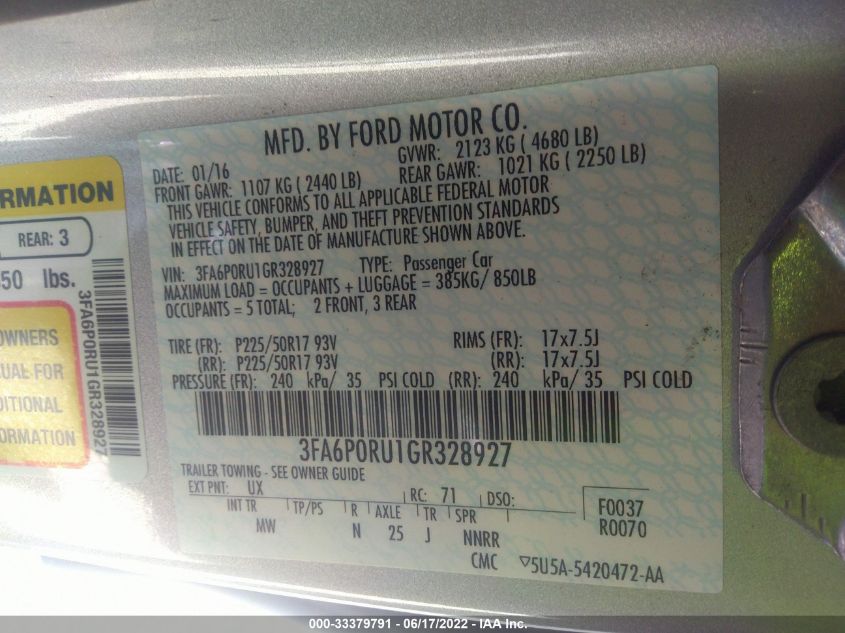 MFD. BY FORD MOTOR CO.
DATE: 01/16 GVWR: 2123 KG ( 4680 LB)
FRONT GAWR: 1107 KG ( 2440 LB) REAR GAWR: 1021 KG ( 2250 LB)
THIS VEHICLE CONFORMS TO ALL APPLICABLE FEDERAL MOTOR
VEHICLE SAFETY, BUMPER, AND THEFT PREVENTION STANDARDS
IN EFFECT ON THE DATE OF MANUFACTURE SHOWN ABOVE.
VIN: 3FA6P0RU1GR328927 TYPE: Passenger Car
MAXIMUM LOAD = OCCUPANTS + LUGGAGE = 385KG/ 850LB
OCCUPANTS = 5 TOTAL; 2 FRONT, 3 REAR
TIRE (FR): P225/50R17 93V RIMS (FR): 17x7.5J
(RR): P225/50R17 93V (RR): 17x7.5J
PRESSURE (FR): 240 kPa/ 35 PSI COLD (RR): 240 kPa/ 35 PSI COLD
3FA6P0RU1GR328927
TRAILER TOWING - SEE OWNER GUIDE
EXT PNT: UX RC: 71 DSO:
INT TR TP/PS R AXLE TR SPR
MW N 25 J NNRR
F0037
R0070
CMC ▽5U5A-5420472-AA
ORMATION
REAR: 3
50 lbs.
3FA6P0RU1GR328927
OWNERS
UAL FOR
DITIONAL
FORMATION
000-33379791 - 06/17/2022 - IAA Inc.